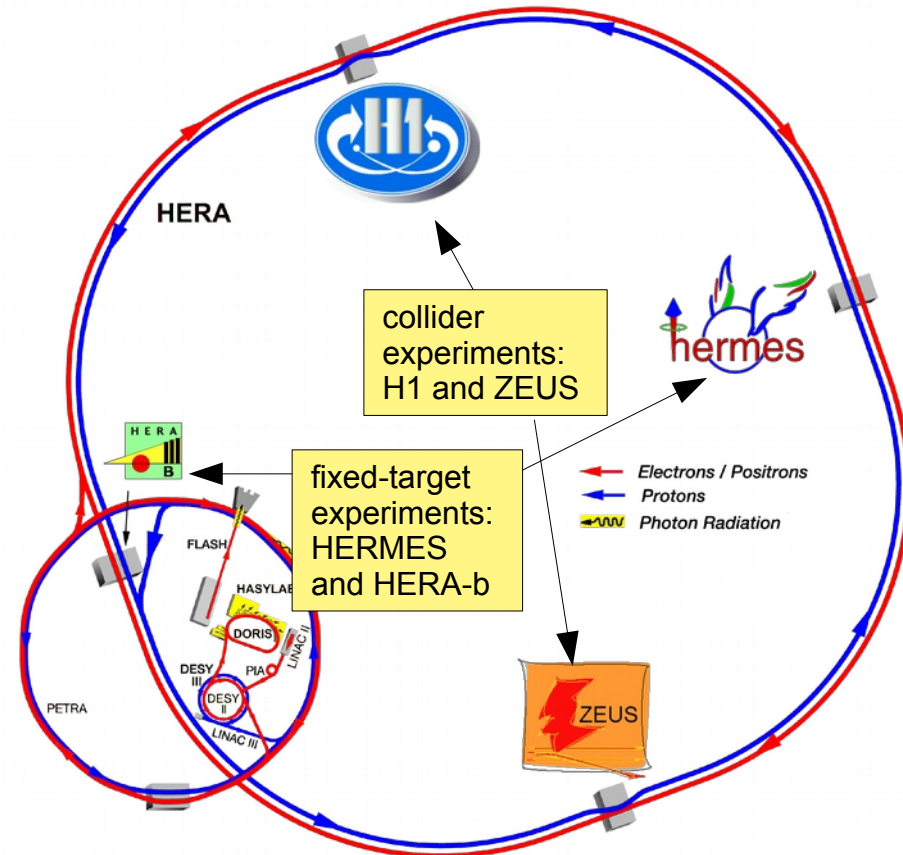 H1
HERA
collider
experiments:
H1 and ZEUS
hermes
HERA
B
fixed-target
experiments:
HERMES
and HERA-b
Electrons / Positrons
Protons
Photon Radiation
FLASH
HASYLAB
DORIS
LINAC II
DESY
III
PIA
DESY
II
PETRA
LINAC III
ZEUS